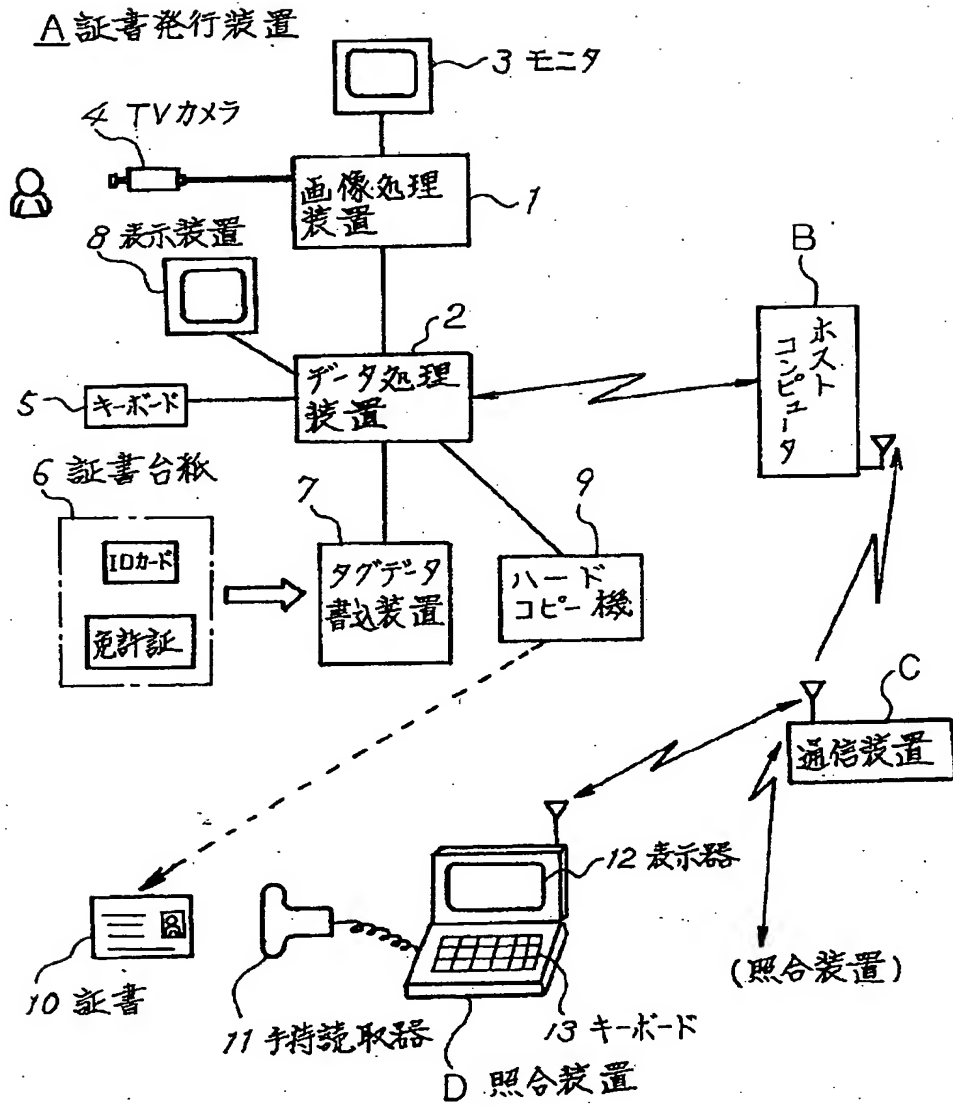 A 証書発行装置
3 モニタ
4 TVカメラ
画像処理
装置
1
8 表示装置
B
2
ホスト
コンピュータ
データ処理
装置
5
キーボード
6 証書台紙
7
9
IDカード
免許証
タグデータ
書込装置
ハード
コピー機
C
通信装置
12 表示器
(照合装置)
10 証書
11 手持読取器
13 キーボード
D 照合装置